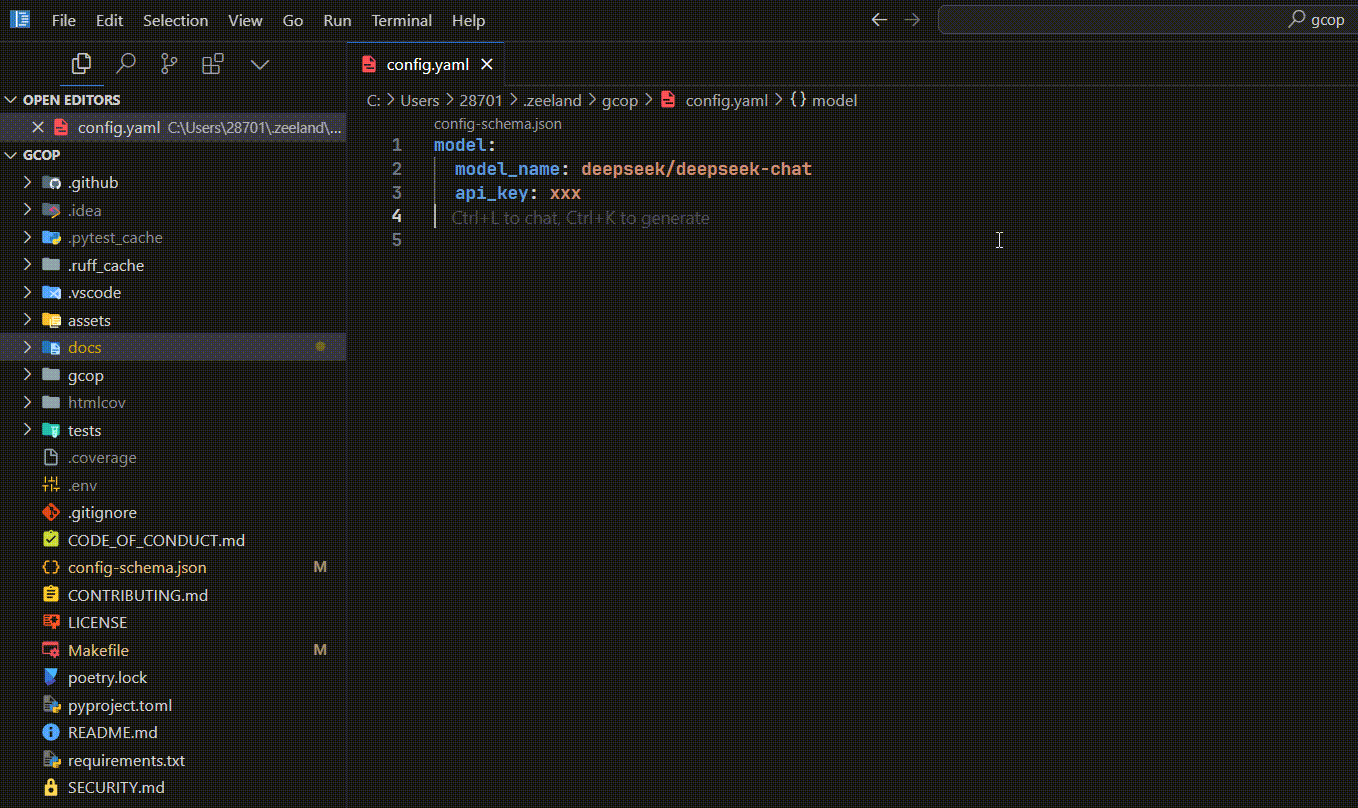 File Edit Selection View Go Run Terminal Help
gcop
config.yaml
OPEN EDITORS
config.yaml C:\Users\28701\.zeeland\...
GCOP
.github
.idea
.pytest_cache
.ruff_cache
.vscode
assets
docs
gcop
htmlcov
tests
.coverage
.env
.gitignore
CODE_OF_CONDUCT.md
config-schema.json M
CONTRIBUTING.md
LICENSE
Makefile M
poetry.lock
pyproject.toml
README.md
requirements.txt
SECURITY.md
C: > Users > 28701 > .zeeland > gcop > config.yaml > {} model
config-schema.json
1 model:
2 model_name: deepseek/deepseek-chat
3 api_key: xxx
4 Ctrl+L to chat, Ctrl+K to generate
5